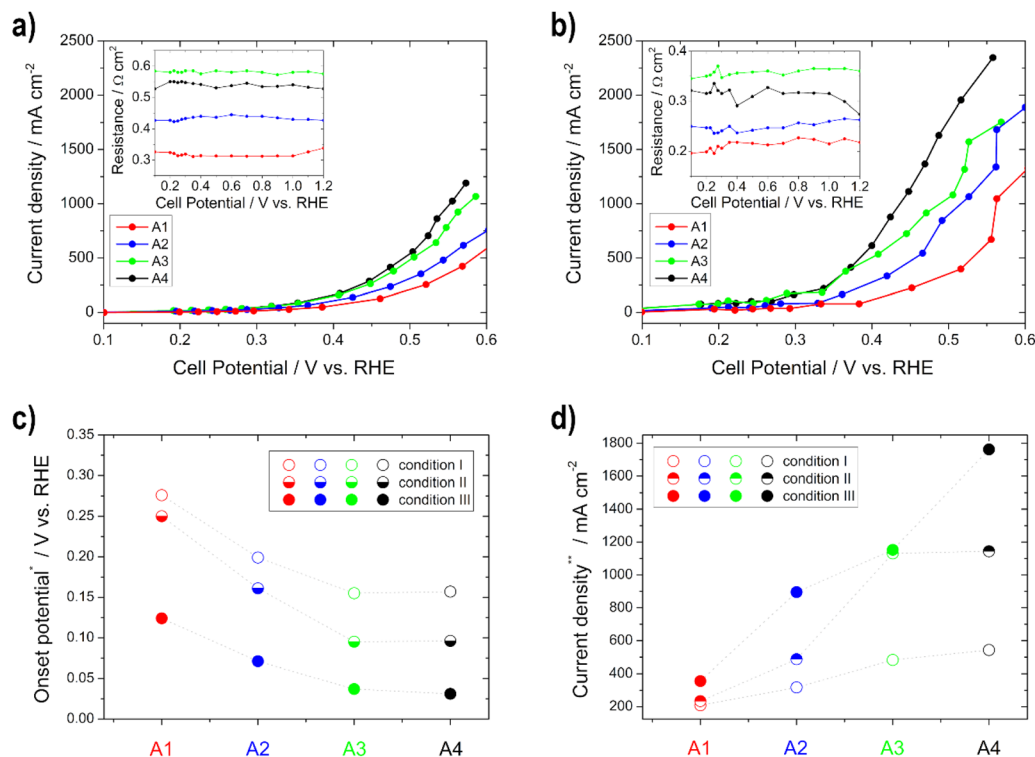 a)
2500
2000
1500
1000
500
0
Current density / mA cm⁻²
0.1 0.2 0.3 0.4 0.5 0.6
Cell Potential / V vs. RHE
A1
A2
A3
A4
0.6
0.5
0.4
0.3
Resistance / Ω cm²
0.2 0.4 0.6 0.8 1.0 1.2
Cell Potential / V vs. RHE
b)
2500
2000
1500
1000
500
0
Current density / mA cm⁻²
0.1 0.2 0.3 0.4 0.5 0.6
Cell Potential / V vs. RHE
A1
A2
A3
A4
0.4
0.3
0.2
Resistance / Ω cm²
0.2 0.4 0.6 0.8 1.0 1.2
Cell Potential / V vs. RHE
c)
0.35
0.30
0.25
0.20
0.15
0.10
0.05
0.00
Onset potential* / V vs. RHE
condition I
condition II
condition III
A1 A2 A3 A4
d)
1800
1600
1400
1200
1000
800
600
400
200
Current density** / mA cm⁻²
condition I
condition II
condition III
A1 A2 A3 A4